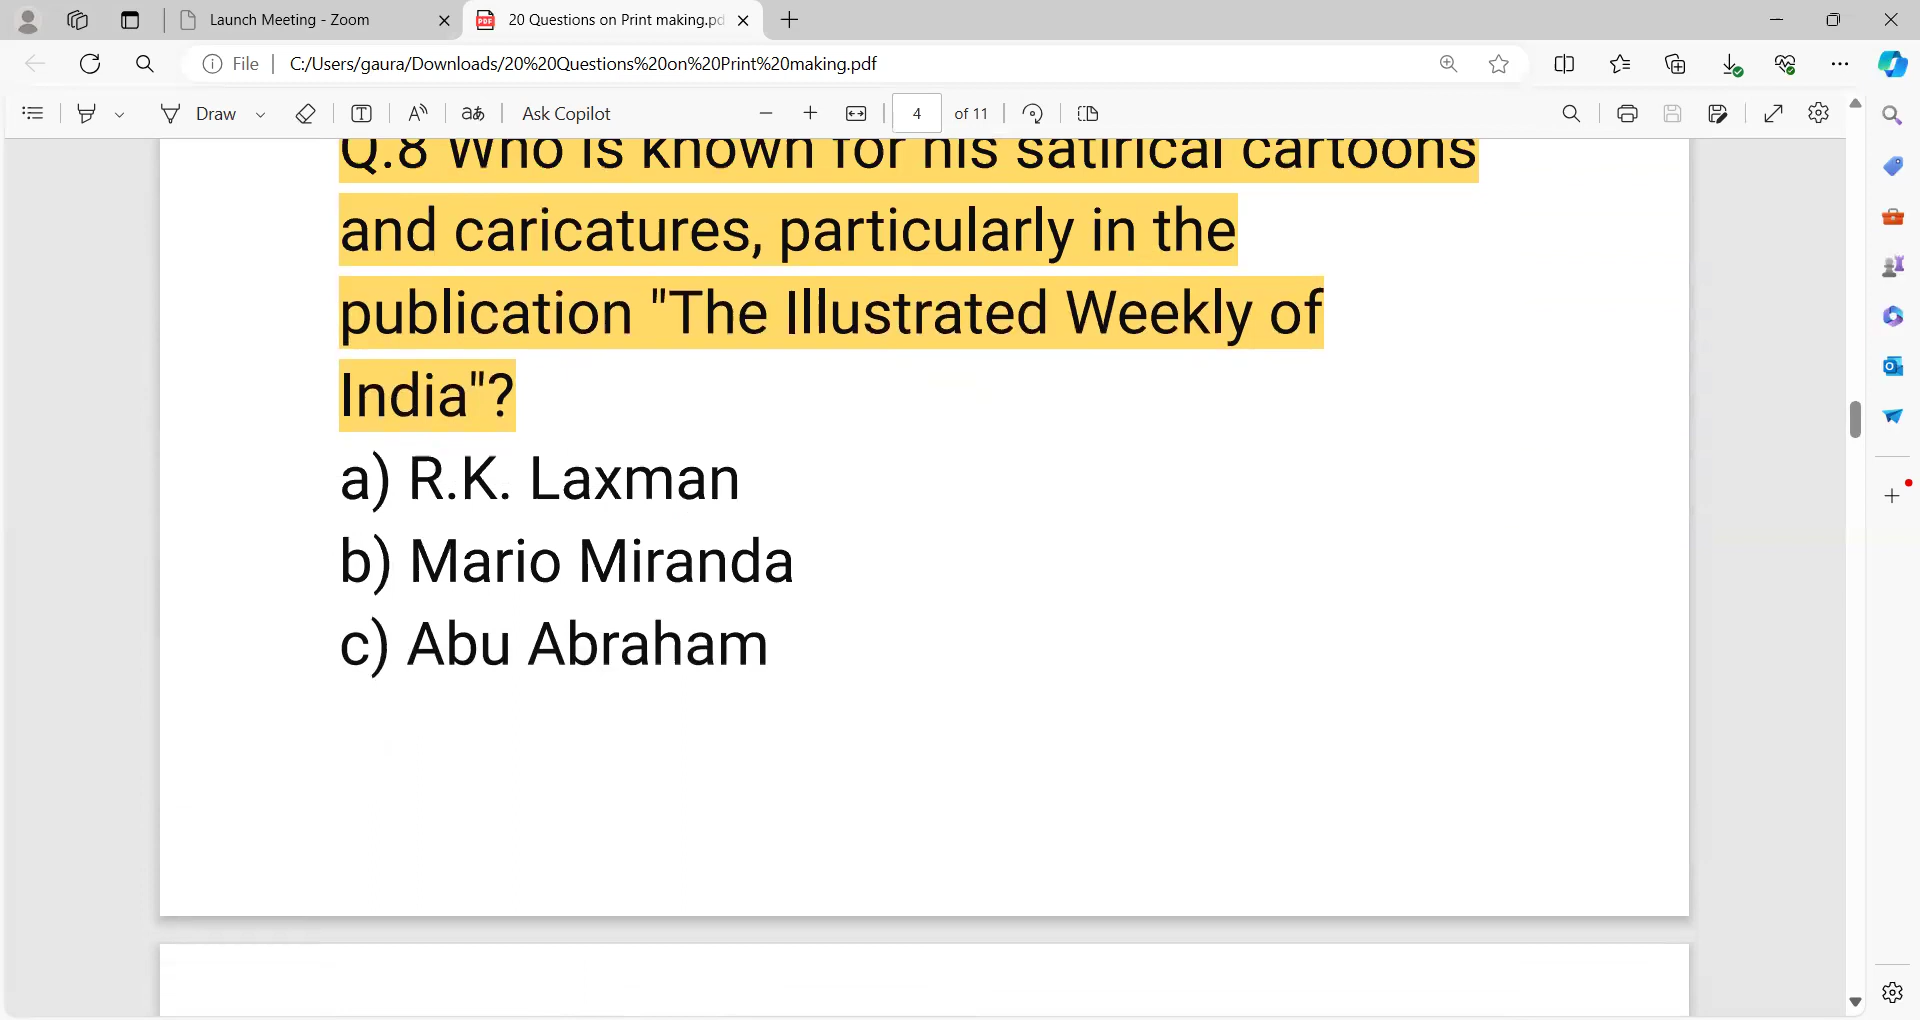 Launch Meeting - Zoom
20 Questions on Print making.pd
File
C:/Users/gaura/Downloads/20%20Questions%20on%20Print%20making.pdf
Draw
Ask Copilot
4 of 11
Q.8 Who is known for his satirical cartoons
and caricatures, particularly in the
publication "The Illustrated Weekly of
India"?
a) R.K. Laxman
b) Mario Miranda
c) Abu Abraham